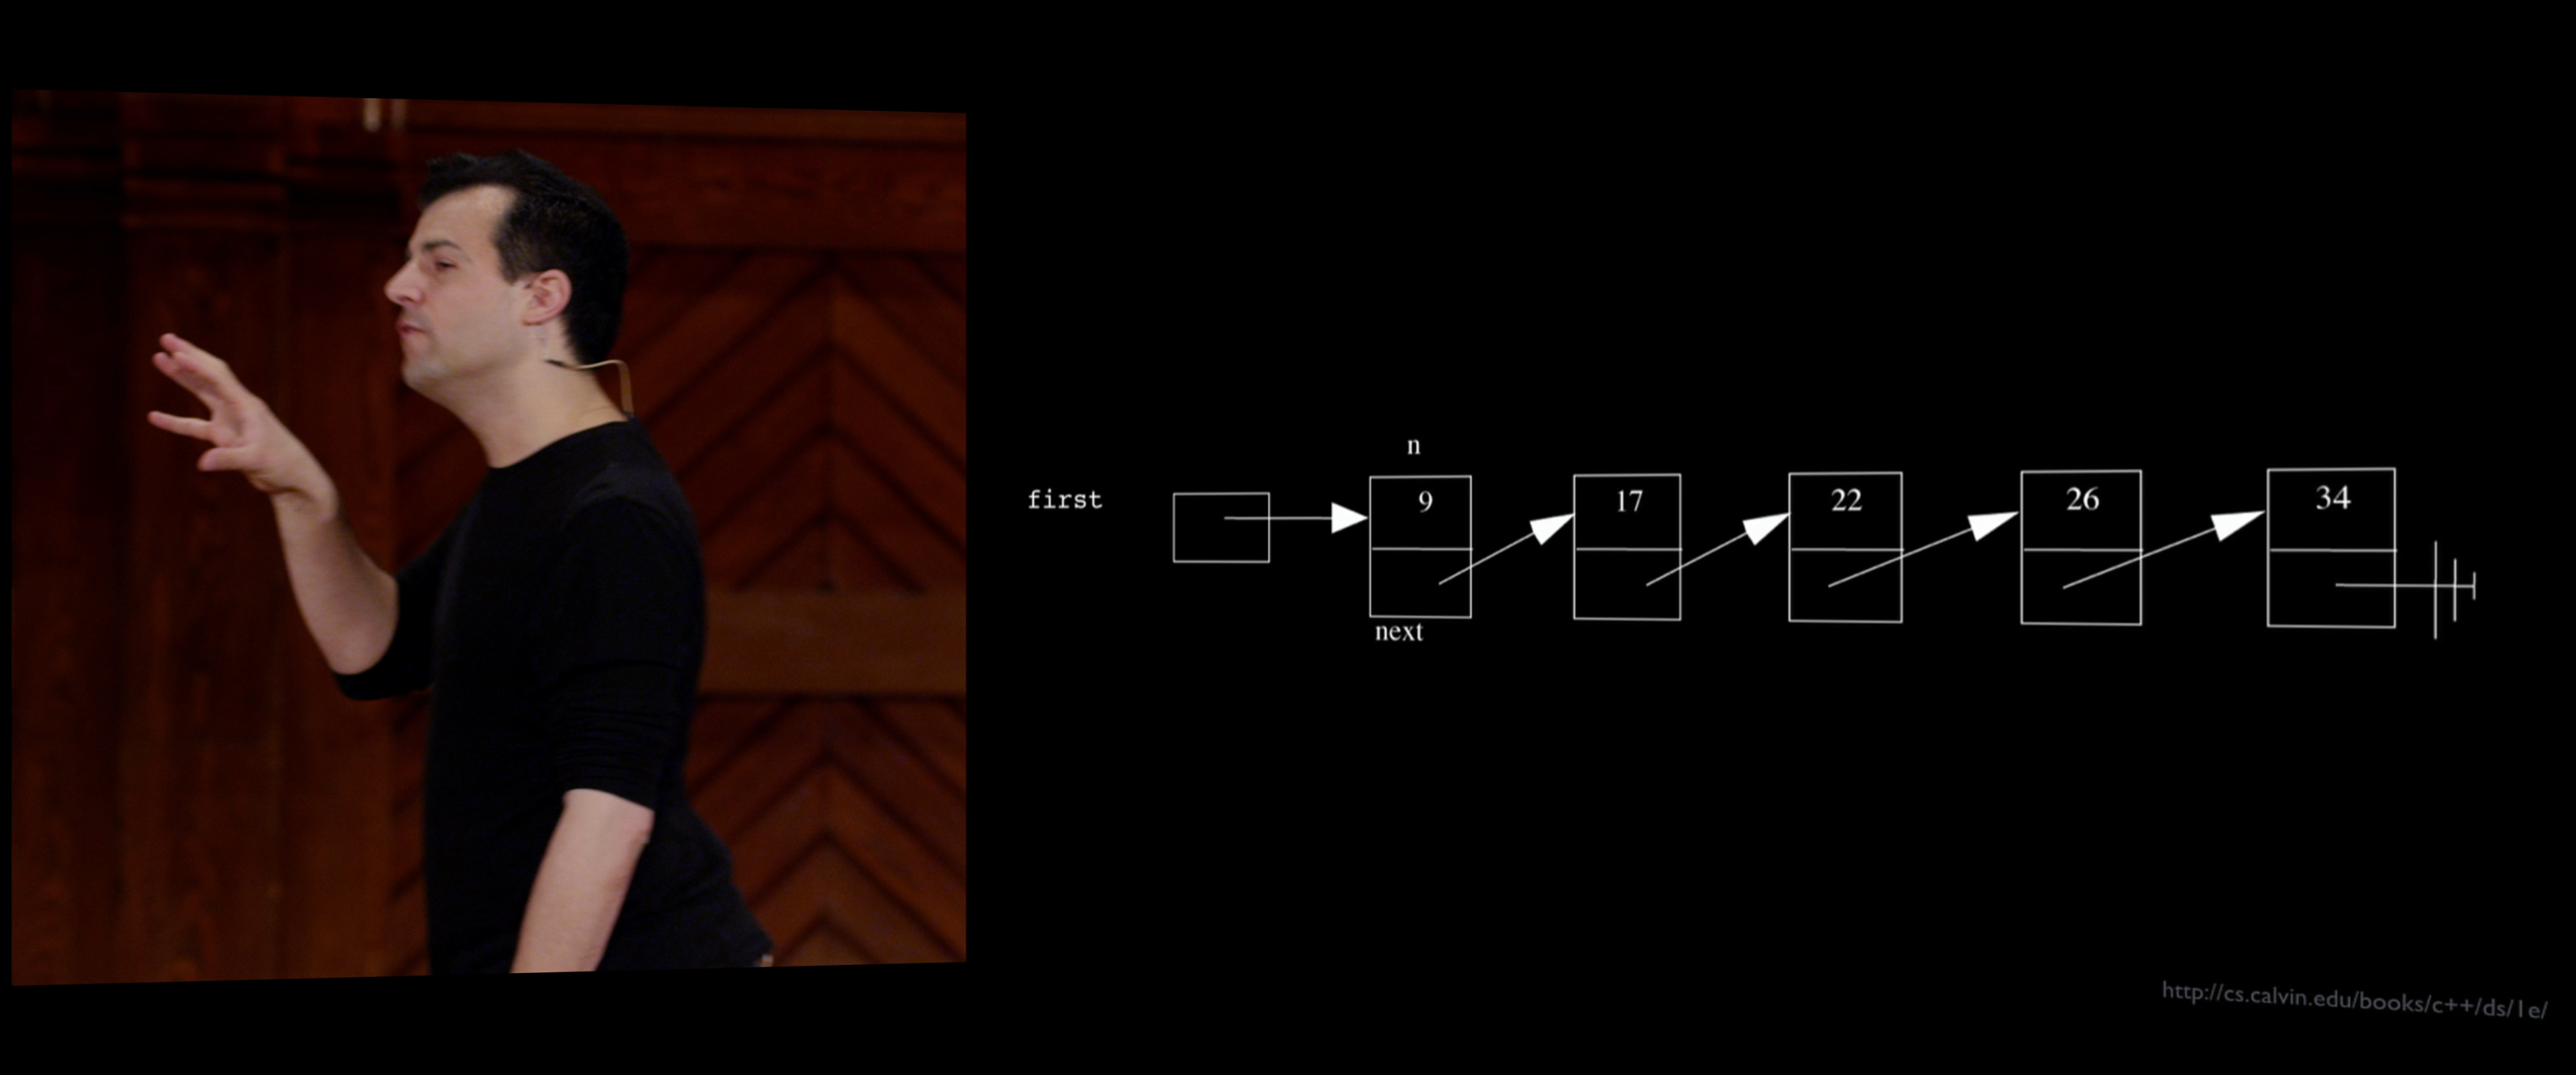 n
first
9 17 22 26 34
next
http://cs.calvin.edu/books/c++/ds/1e/